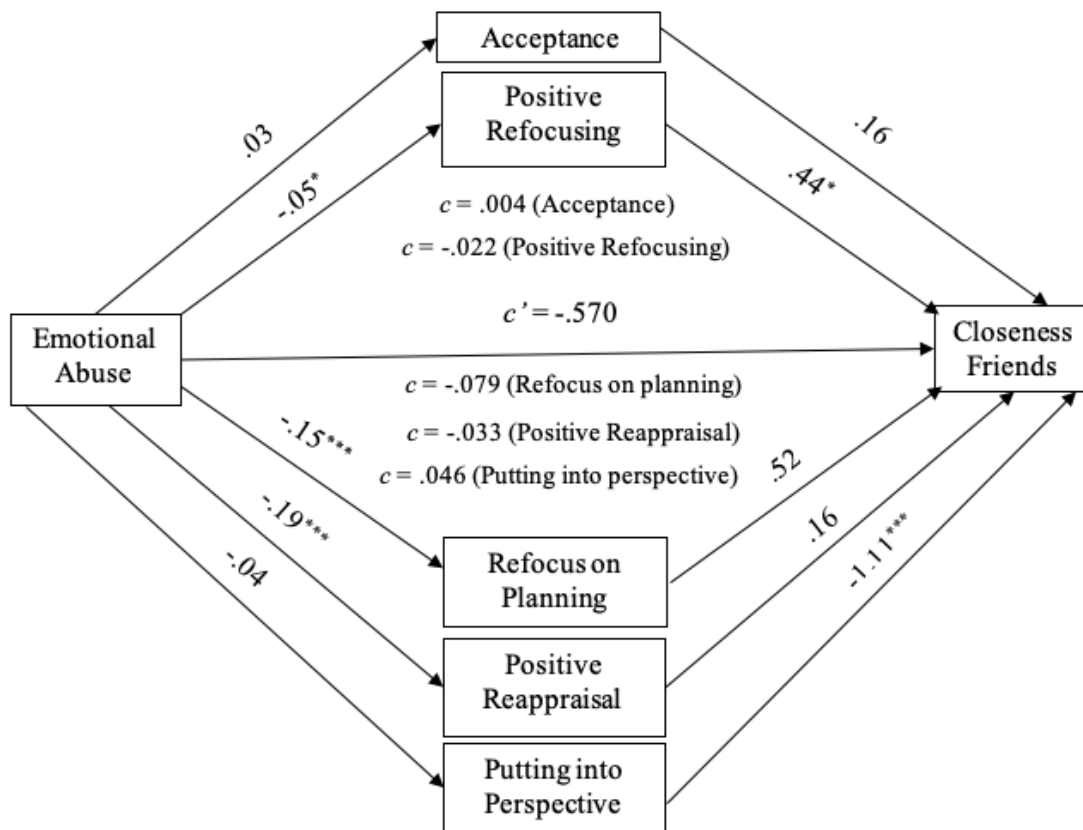 Acceptance
Positive
Refocusing
.03
-.05*
.16
.44*
c = .004 (Acceptance)
c = -.022 (Positive Refocusing)
c’ = -.570
Emotional
Abuse
Closeness
Friends
c = -.079 (Refocus on planning)
c = -.033 (Positive Reappraisal)
c = .046 (Putting into perspective)
-.15***
-.19***
-.04
.52
.16
-1.11***
Refocus on
Planning
Positive
Reappraisal
Putting into
Perspective